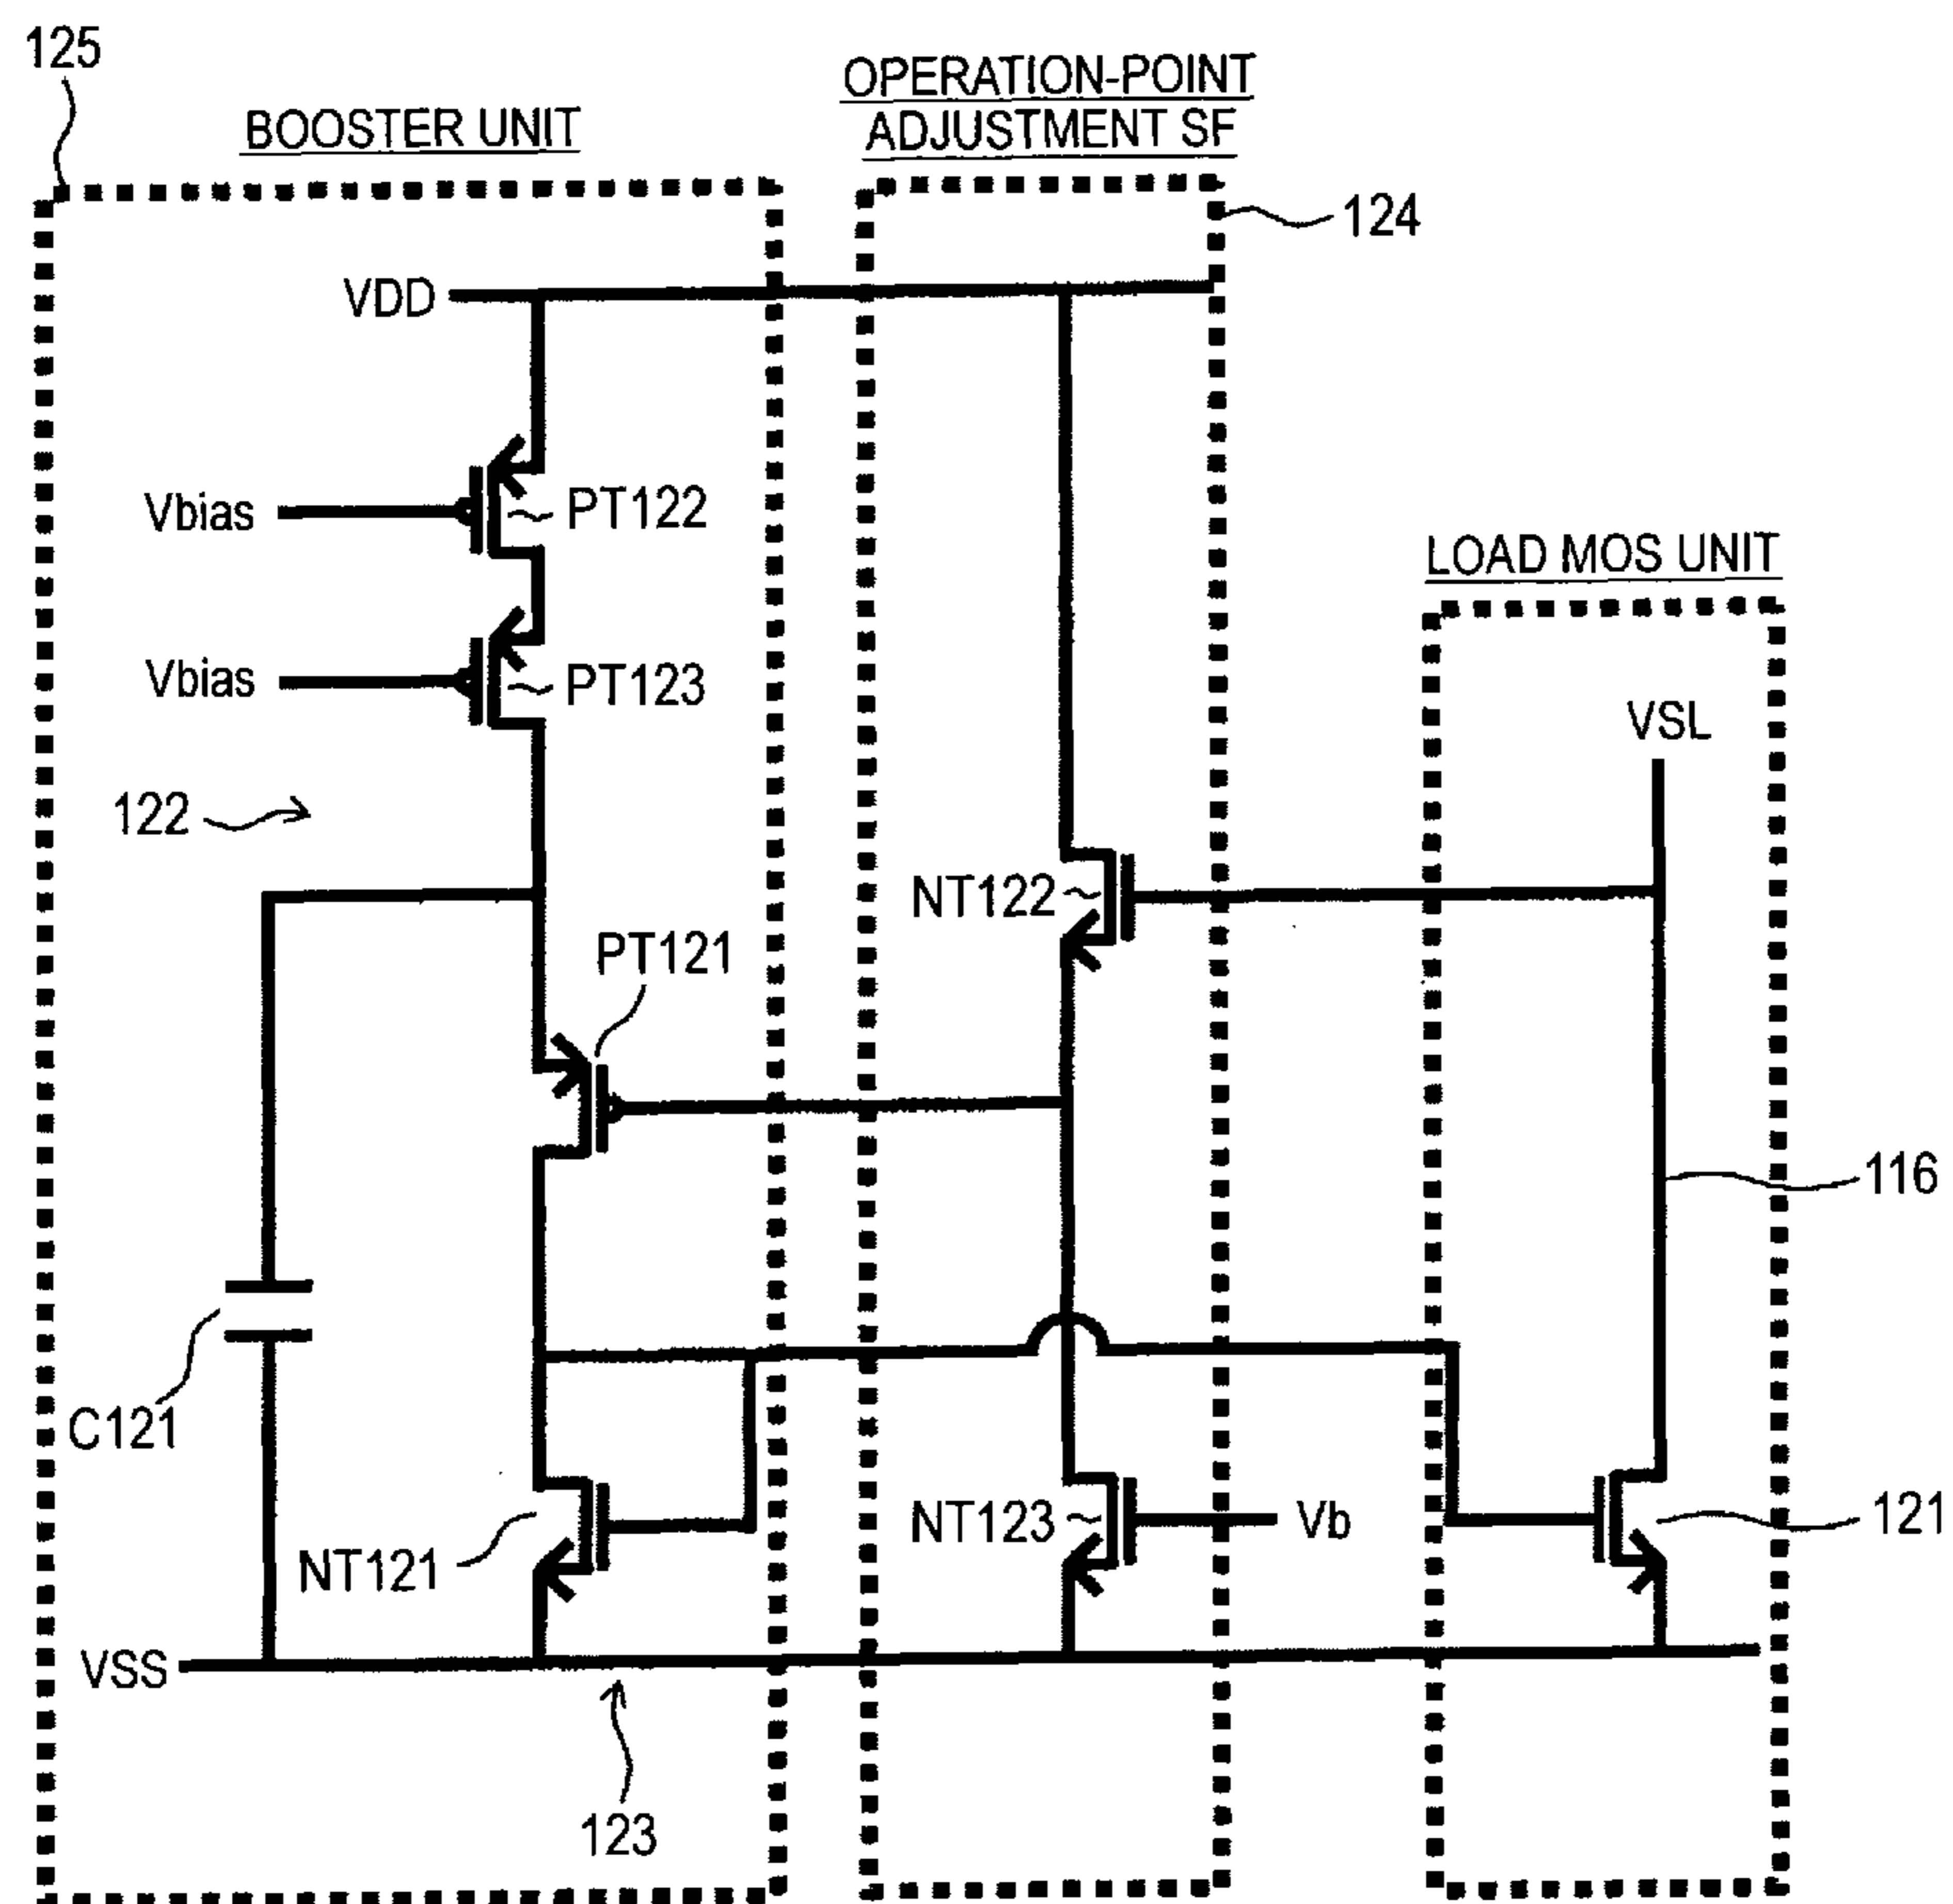 125
BOOSTER UNIT
OPERATION-POINT
ADJUSTMENT SF
124
VDD
Vbias
PT122
LOAD MOS UNIT
Vbias
PT123
VSL
122
NT122
PT121
116
C121
NT121
NT123
Vb
121
VSS
123